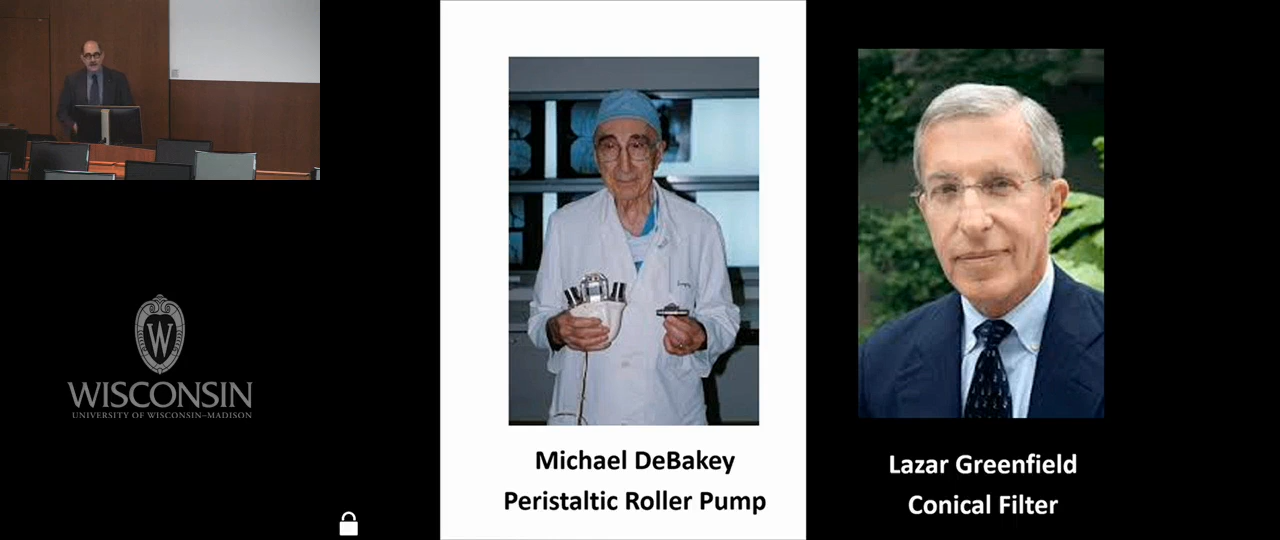 W
WISCONSIN
UNIVERSITY OF WISCONSIN–MADISON
Michael DeBakey
Peristaltic Roller Pump
Lazar Greenfield
Conical Filter